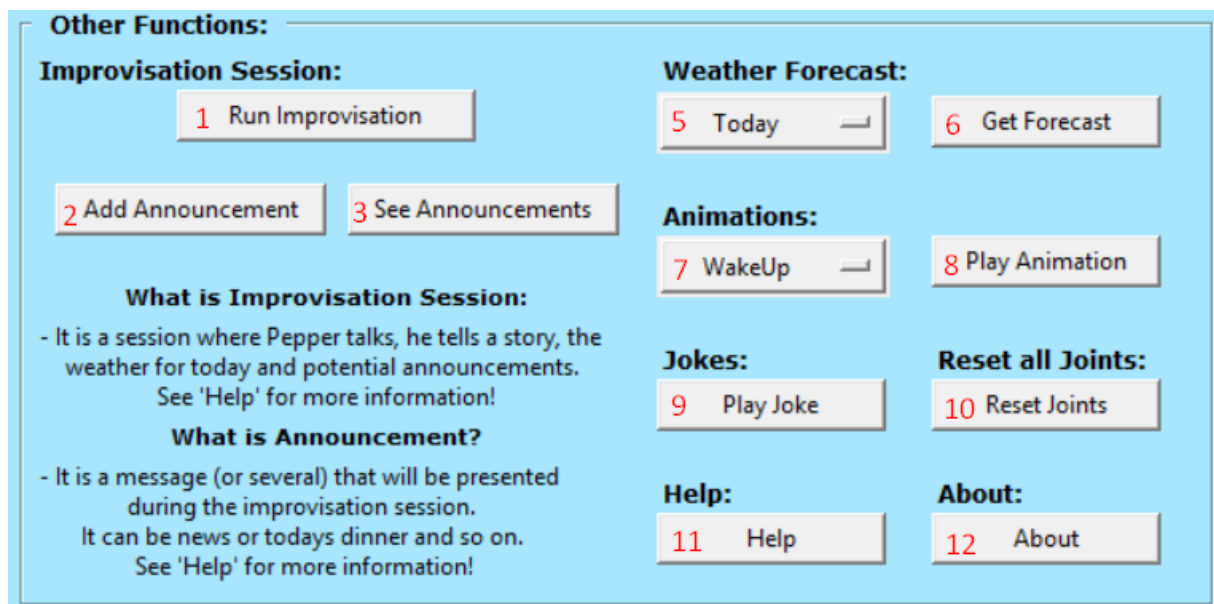 Other Functions:
Improvisation Session:
1 Run Improvisation
2 Add Announcement
3 See Announcements
What is Improvisation Session:
- It is a session where Pepper talks, he tells a story, the
weather for today and potential announcements.
See 'Help' for more information!
What is Announcement?
- It is a message (or several) that will be presented
during the improvisation session.
It can be news or todays dinner and so on.
See 'Help' for more information!
Weather Forecast:
5 Today
6 Get Forecast
Animations:
7 WakeUp
8 Play Animation
Jokes:
9 Play Joke
Reset all Joints:
10 Reset Joints
Help:
11 Help
About:
12 About